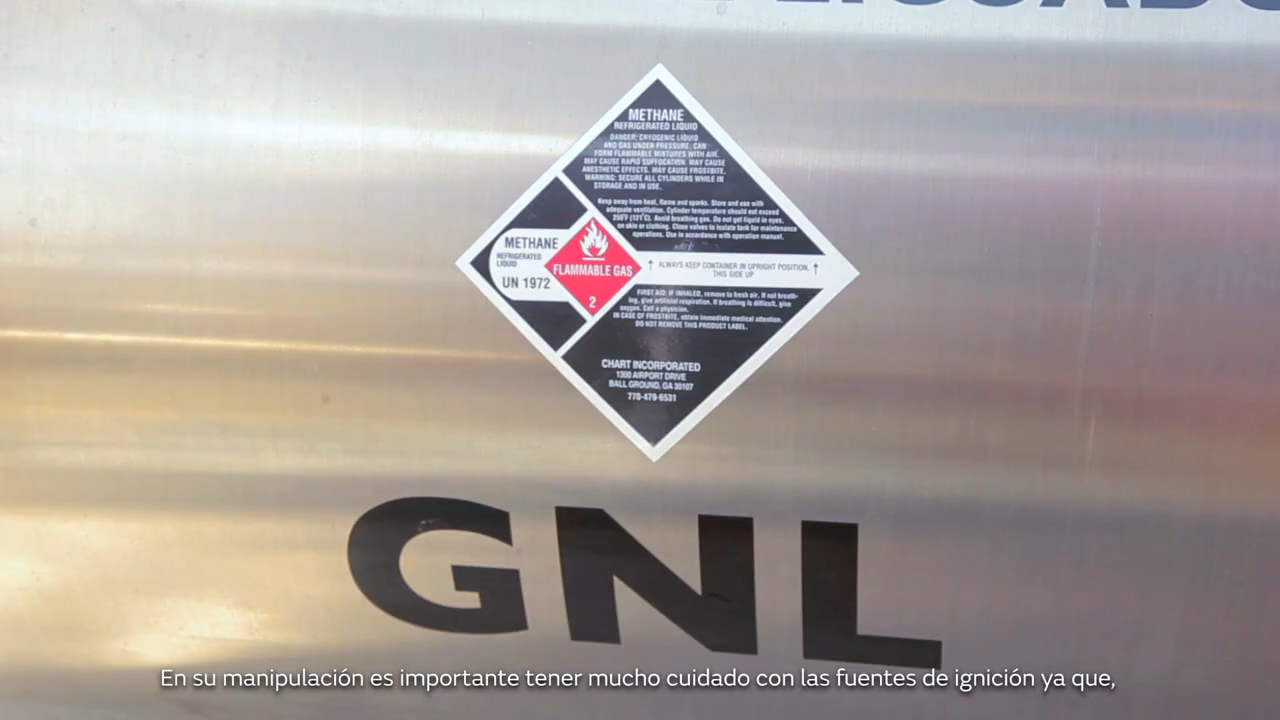 METHANE
REFRIGERATED LIQUID
DANGER: CRYOGENIC LIQUID
AND GAS UNDER PRESSURE. CAN
FORM FLAMMABLE MIXTURES WITH AIR.
MAY CAUSE RAPID SUFFOCATION. MAY CAUSE
ANESTHETIC EFFECTS. MAY CAUSE FROSTBITE.
WARNING: SECURE ALL CYLINDERS WHILE IN
STORAGE AND IN USE.
Keep away from heat, flame and sparks. Store and use with
adequate ventilation. Cylinder temperature should not exceed
250°F (121°C). Avoid breathing gas. Do not get liquid in eyes,
on skin or clothing. Close valves to isolate tank for maintenance
operations. Use in accordance with operation manual.
METHANE
REFRIGERATED
LIQUID
UN 1972
FLAMMABLE GAS
2
↑ ALWAYS KEEP CONTAINER IN UPRIGHT POSITION. ↑
THIS SIDE UP
FIRST AID: IF INHALED, remove to fresh air. If not breath-
ing, give artificial respiration. If breathing is difficult, give
oxygen. Call a physician.
IN CASE OF FROSTBITE, obtain immediate medical attention.
DO NOT REMOVE THIS PRODUCT LABEL.
CHART INCORPORATED
1300 AIRPORT DRIVE
BALL GROUND, GA 30107
770-479-6531
GNL
En su manipulación es importante tener mucho cuidado con las fuentes de ignición ya que,